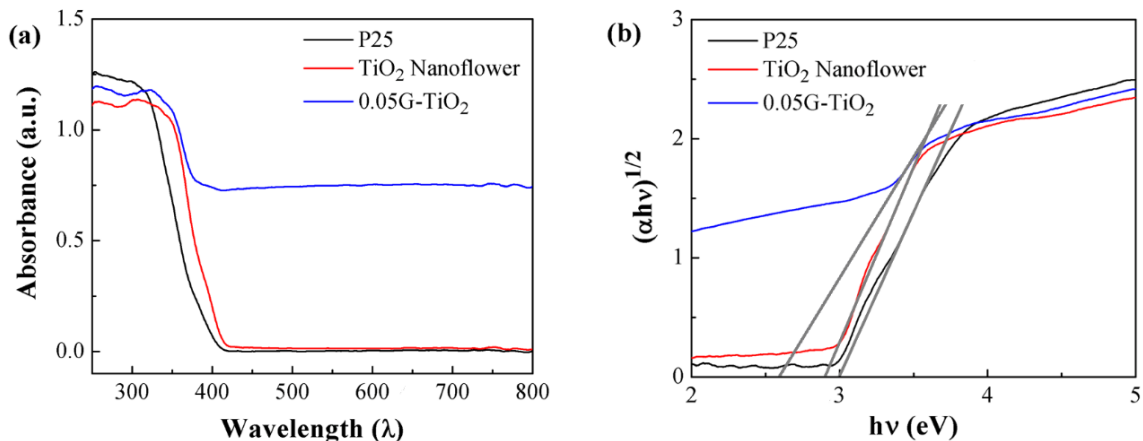 (a)
P25
TiO₂ Nanoflower
0.05G-TiO₂
Absorbance (a.u.)
1.5
1.0
0.5
0.0
300
400
500
600
700
800
Wavelength (λ)
(b)
P25
TiO₂ Nanoflower
0.05G-TiO₂
(αhν)^1/2
3
2
1
0
2
3
4
5
hν (eV)